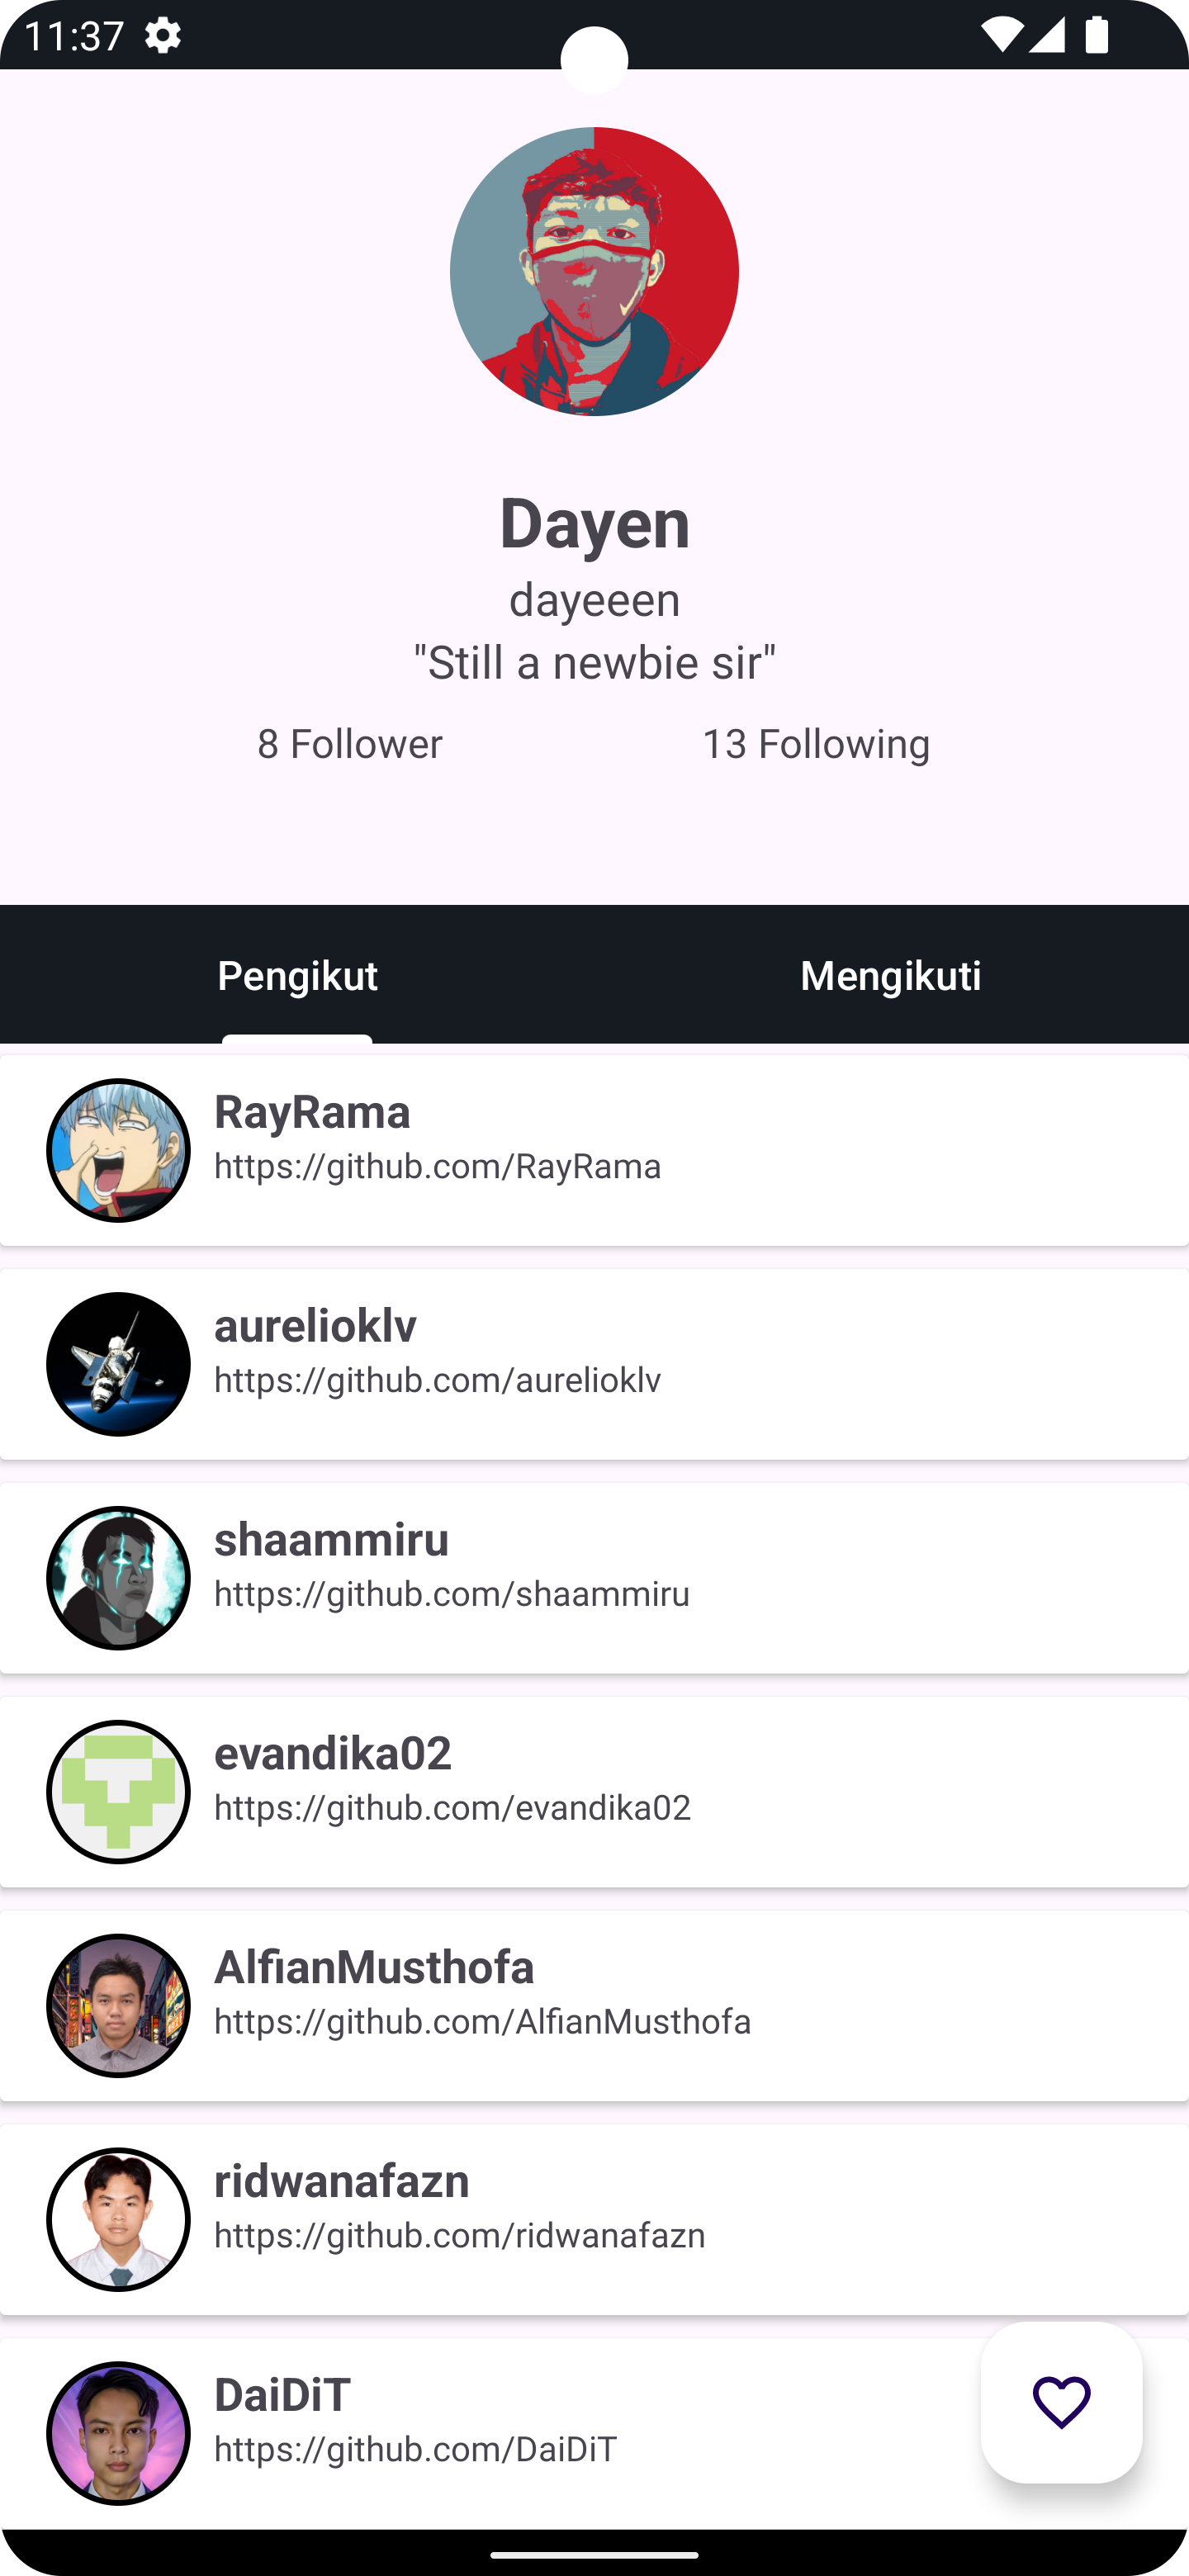 11:37
Dayen
dayeeen
"Still a newbie sir"
8 Follower 13 Following
Pengikut Mengikuti
RayRama
https://github.com/RayRama
aurelioklv
https://github.com/aurelioklv
shaammiru
https://github.com/shaammiru
evandika02
https://github.com/evandika02
AlfianMusthofa
https://github.com/AlfianMusthofa
ridwanafazn
https://github.com/ridwanafazn
DaiDiT
https://github.com/DaiDiT